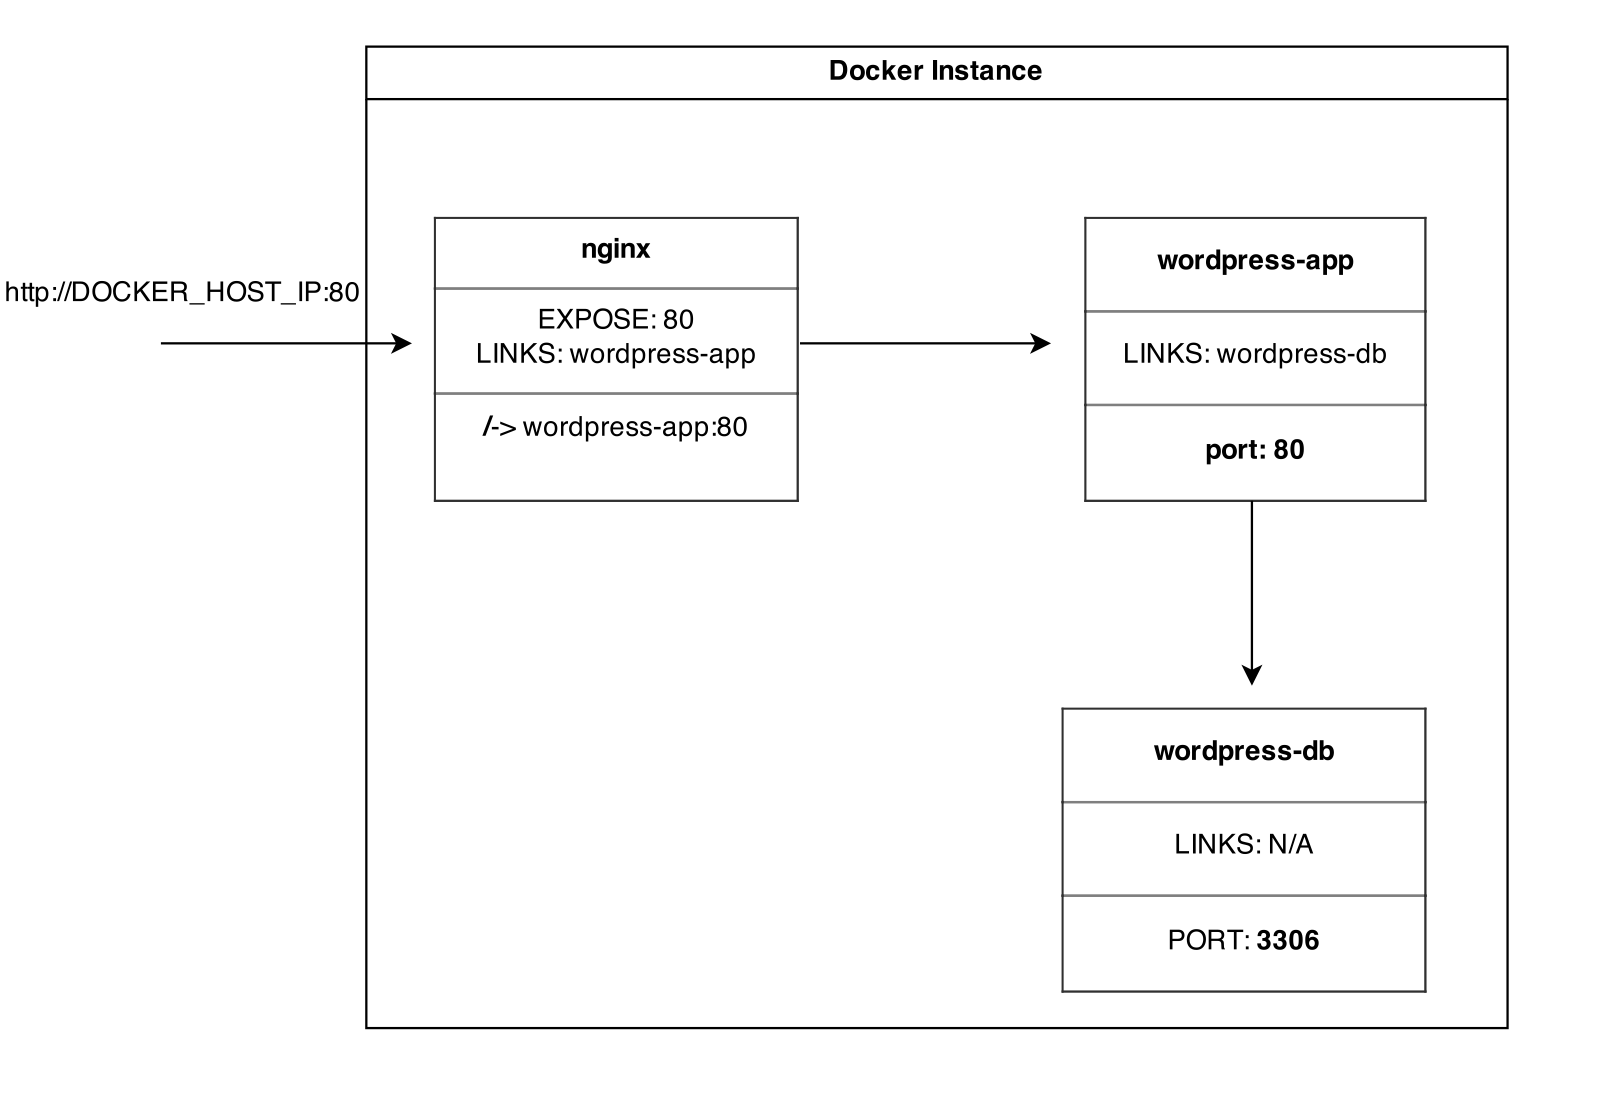 Docker Instance
http://DOCKER_HOST_IP:80
nginx
EXPOSE: 80
LINKS: wordpress-app
/-> wordpress-app:80
wordpress-app
LINKS: wordpress-db
port: 80
wordpress-db
LINKS: N/A
PORT: 3306